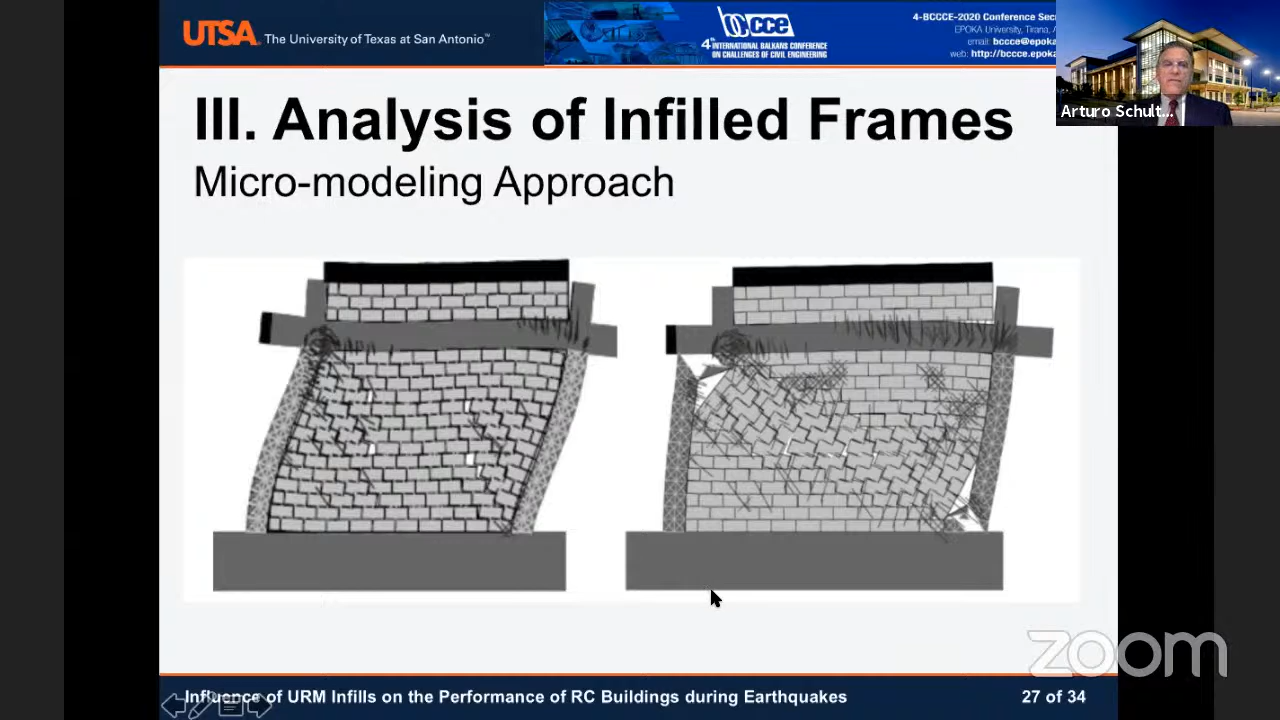 UTSA The University of Texas at San Antonio™
bccce
4th INTERNATIONAL BALKANS CONFERENCE
ON CHALLENGES OF CIVIL ENGINEERING
4-BCCCE-2020 Conference Sec
EPOKA University, Tirana, A
email: bccce@epoka
web: http://bccce.epoka
Arturo Schult...
III. Analysis of Infilled Frames
Micro-modeling Approach
zoom
Influence of URM Infills on the Performance of RC Buildings during Earthquakes
27 of 34